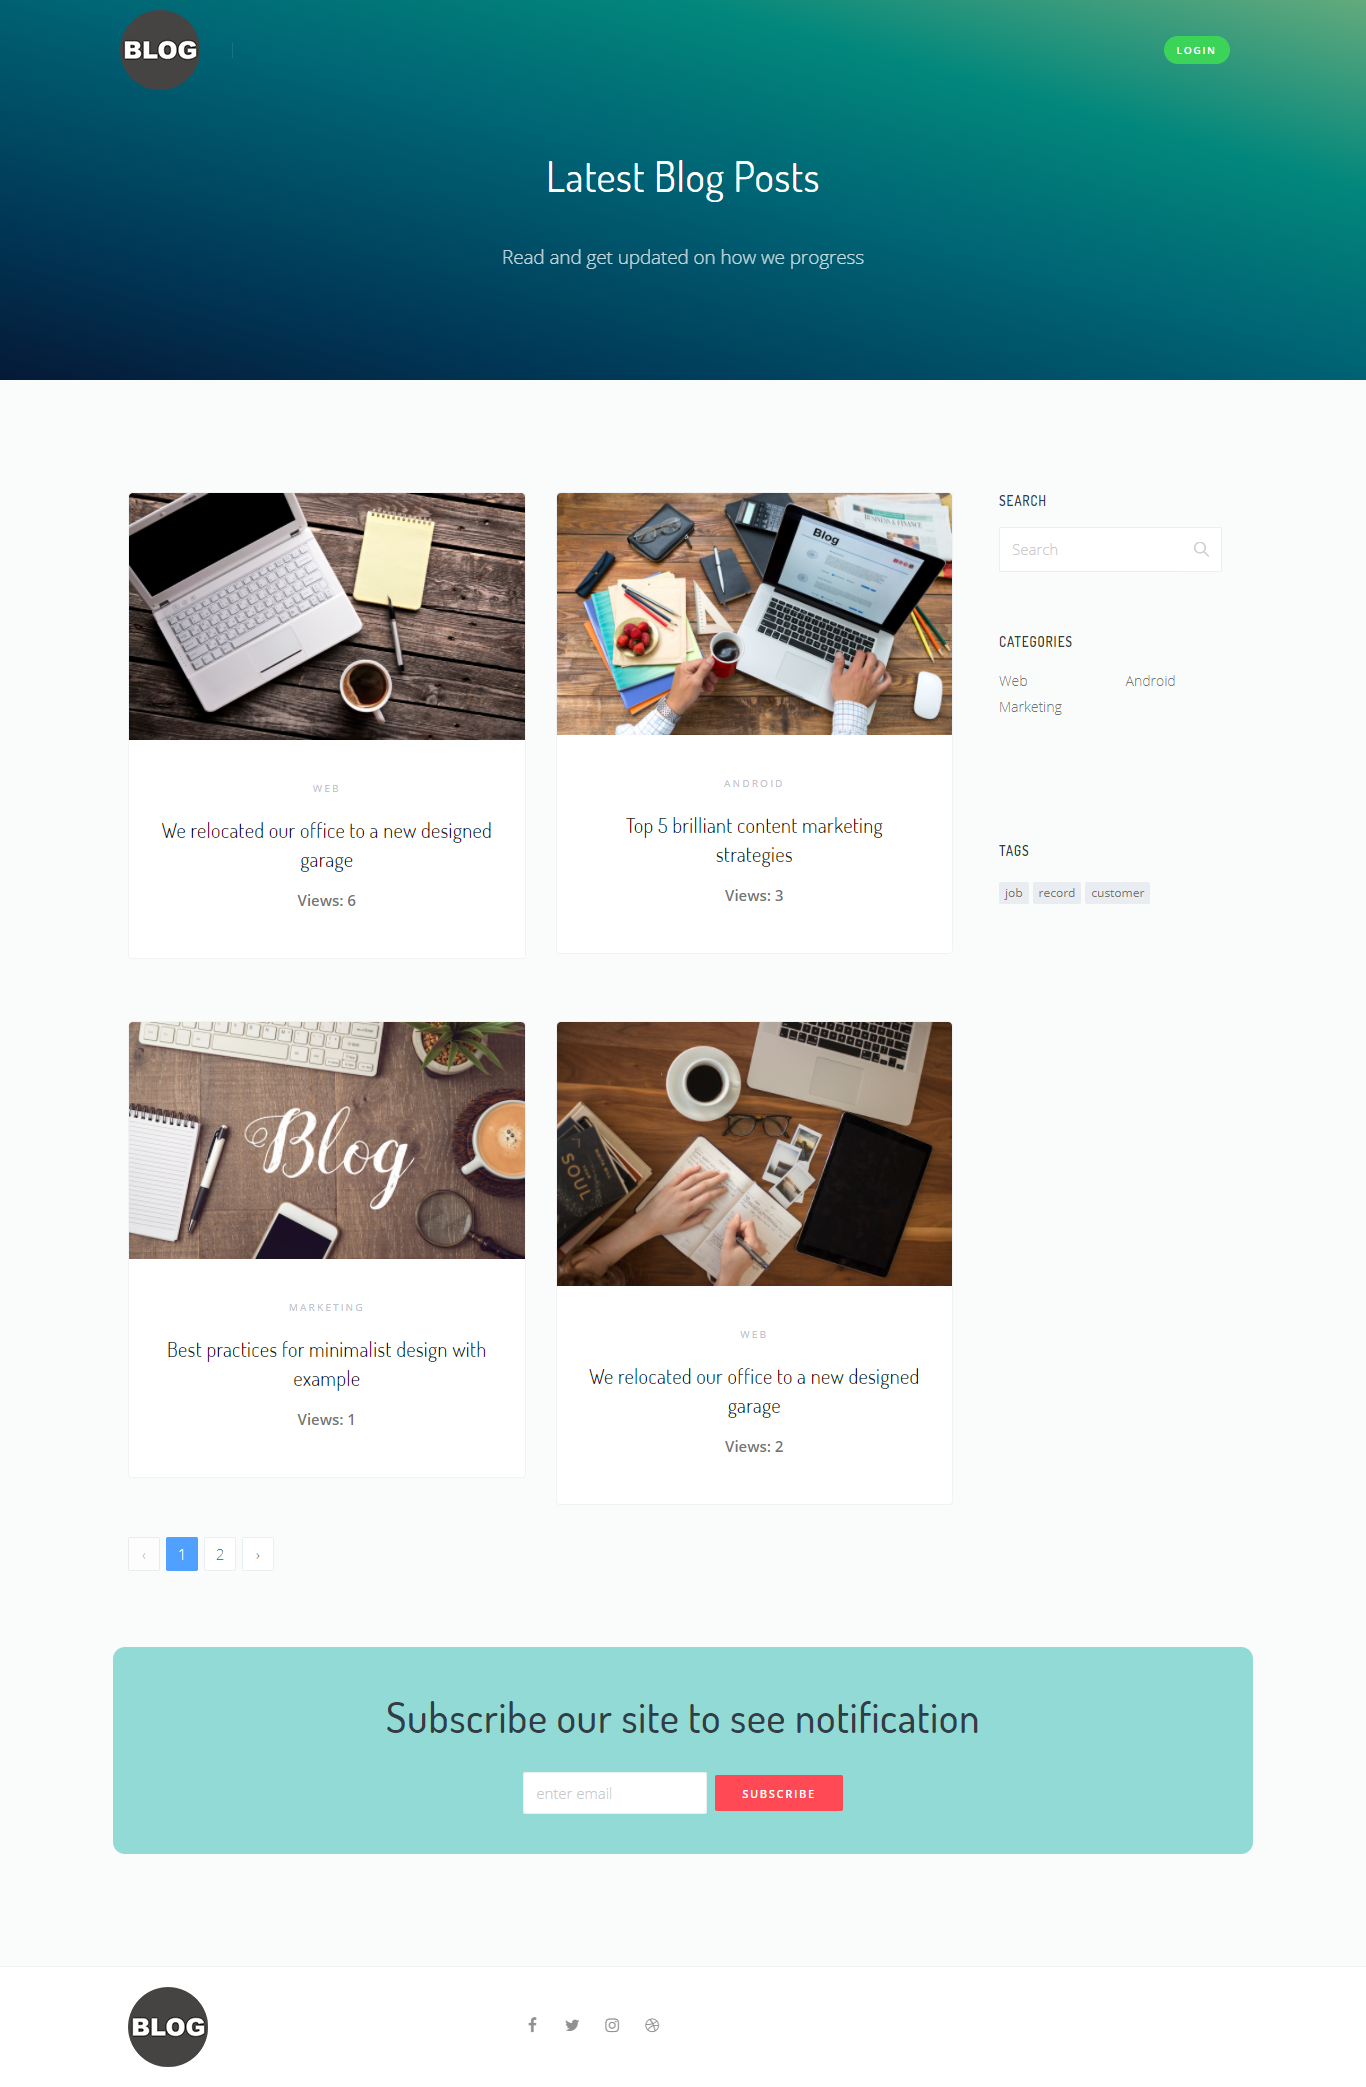 BLOG
LOGIN
Latest Blog Posts
Read and get updated on how we progress
Blog
BUSINESS & FINANCE
WEB
We relocated our office to a new designed
garage
Views: 6
ANDROID
Top 5 brilliant content marketing
strategies
Views: 3
SEARCH
Search
CATEGORIES
Web
Android
Marketing
TAGS
job
record
customer
Blog
SOUL
MARKETING
Best practices for minimalist design with
example
Views: 1
WEB
We relocated our office to a new designed
garage
Views: 2
‹ 1 2 ›
Subscribe our site to see notification
enter email
SUBSCRIBE
BLOG